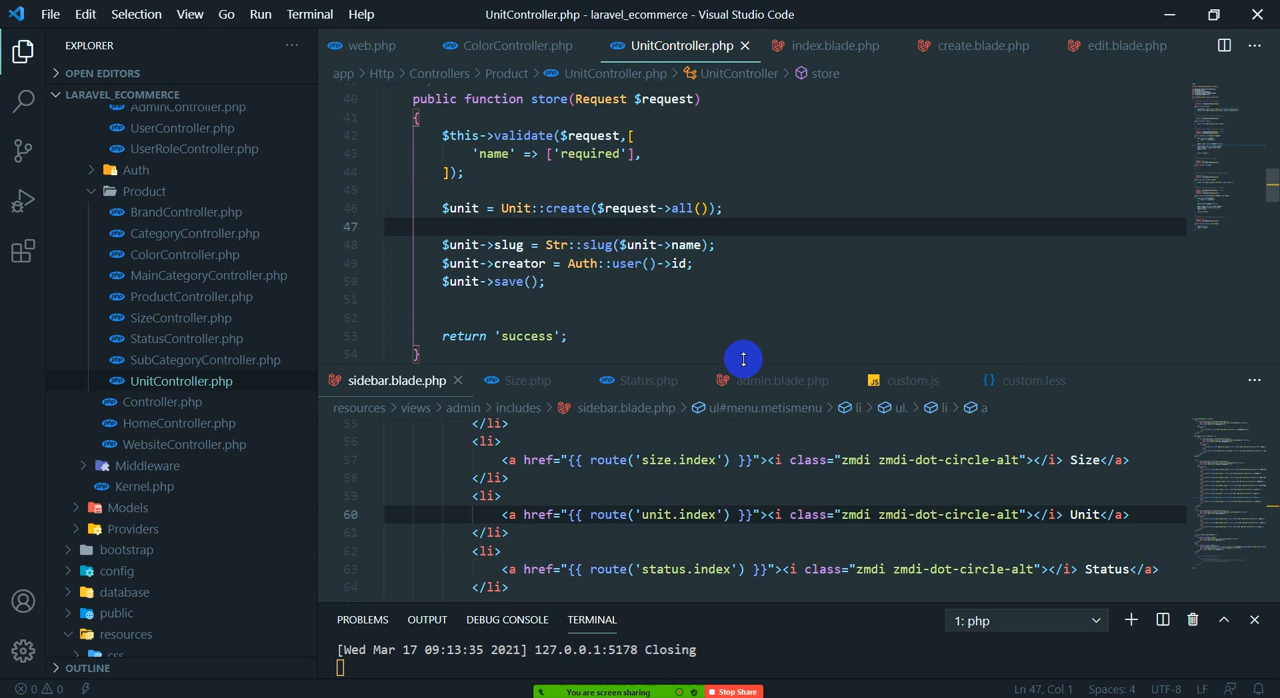 File Edit Selection View Go Run Terminal Help
UnitController.php - laravel_ecommerce - Visual Studio Code
EXPLORER
OPEN EDITORS
LARAVEL_ECOMMERCE
AdminController.php
UserController.php
UserRoleController.php
Auth
Product
BrandController.php
CategoryController.php
ColorController.php
MainCategoryController.php
ProductController.php
SizeController.php
StatusController.php
SubCategoryController.php
UnitController.php
Controller.php
HomeController.php
WebsiteController.php
Middleware
Kernel.php
Models
Providers
bootstrap
config
database
public
resources
css
OUTLINE
web.php ColorController.php UnitController.php index.blade.php create.blade.php edit.blade.php
app > Http > Controllers > Product > UnitController.php > UnitController > store
40 public function store(Request $request)
41 {
42 $this->validate($request,[
43 'name' => ['required'],
44 ]);
45
46 $unit = Unit::create($request->all());
47
48 $unit->slug = Str::slug($unit->name);
49 $unit->creator = Auth::user()->id;
50 $unit->save();
51
52
53 return 'success';
54 }
sidebar.blade.php Size.php Status.php admin.blade.php custom.js custom.less
resources > views > admin > includes > sidebar.blade.php > ul#menu.metismenu > li > ul. > li > a
55 </li>
56 <li>
57 <a href="{{ route('size.index') }}"><i class="zmdi zmdi-dot-circle-alt"></i> Size</a>
58 </li>
59 <li>
60 <a href="{{ route('unit.index') }}"><i class="zmdi zmdi-dot-circle-alt"></i> Unit</a>
61 </li>
62 <li>
63 <a href="{{ route('status.index') }}"><i class="zmdi zmdi-dot-circle-alt"></i> Status</a>
64 </li>
PROBLEMS OUTPUT DEBUG CONSOLE TERMINAL
1: php
[Wed Mar 17 09:13:35 2021] 127.0.0.1:5178 Closing
You are screen sharing Stop Share
0 0
Ln 47, Col 1 Spaces: 4 UTF-8 LF